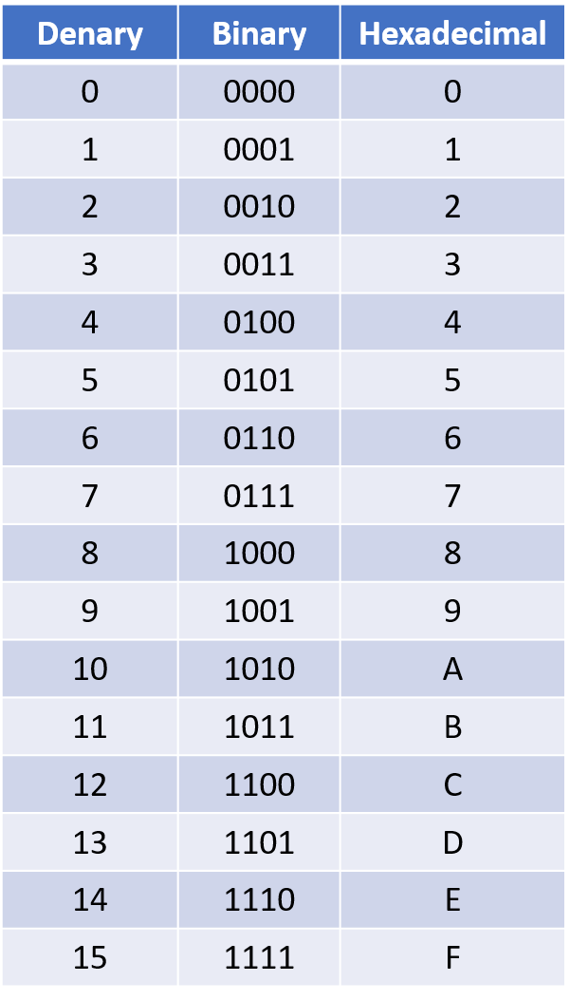 Denary Binary Hexadecimal
0 0000 0
1 0001 1
2 0010 2
3 0011 3
4 0100 4
5 0101 5
6 0110 6
7 0111 7
8 1000 8
9 1001 9
10 1010 A
11 1011 B
12 1100 C
13 1101 D
14 1110 E
15 1111 F